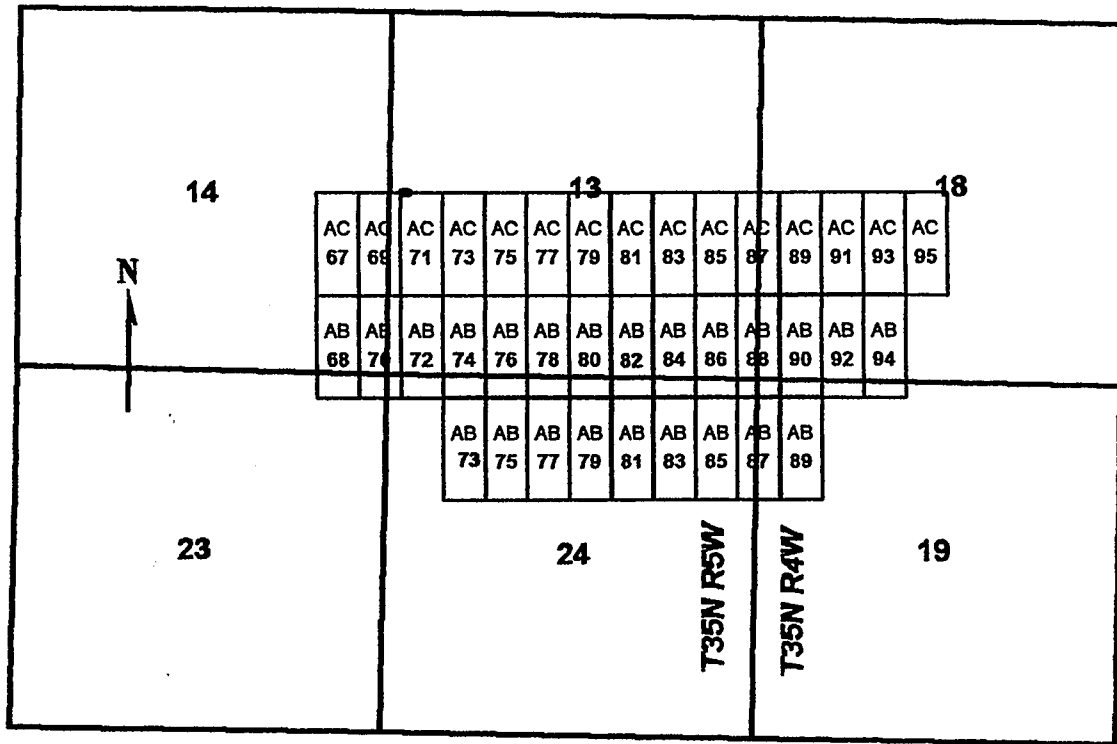 14
13
18
N
AC AC AC AC AC AC AC AC AC AC AC AC AC AC AC
67 69 71 73 75 77 79 81 83 85 87 89 91 93 95
AB AB AB AB AB AB AB AB AB AB AB AB AB AB
68 70 72 74 76 78 80 82 84 86 88 90 92 94
AB AB AB AB AB AB AB AB AB
73 75 77 79 81 83 85 87 89
23
24
19
T35N R5W
T35N R4W